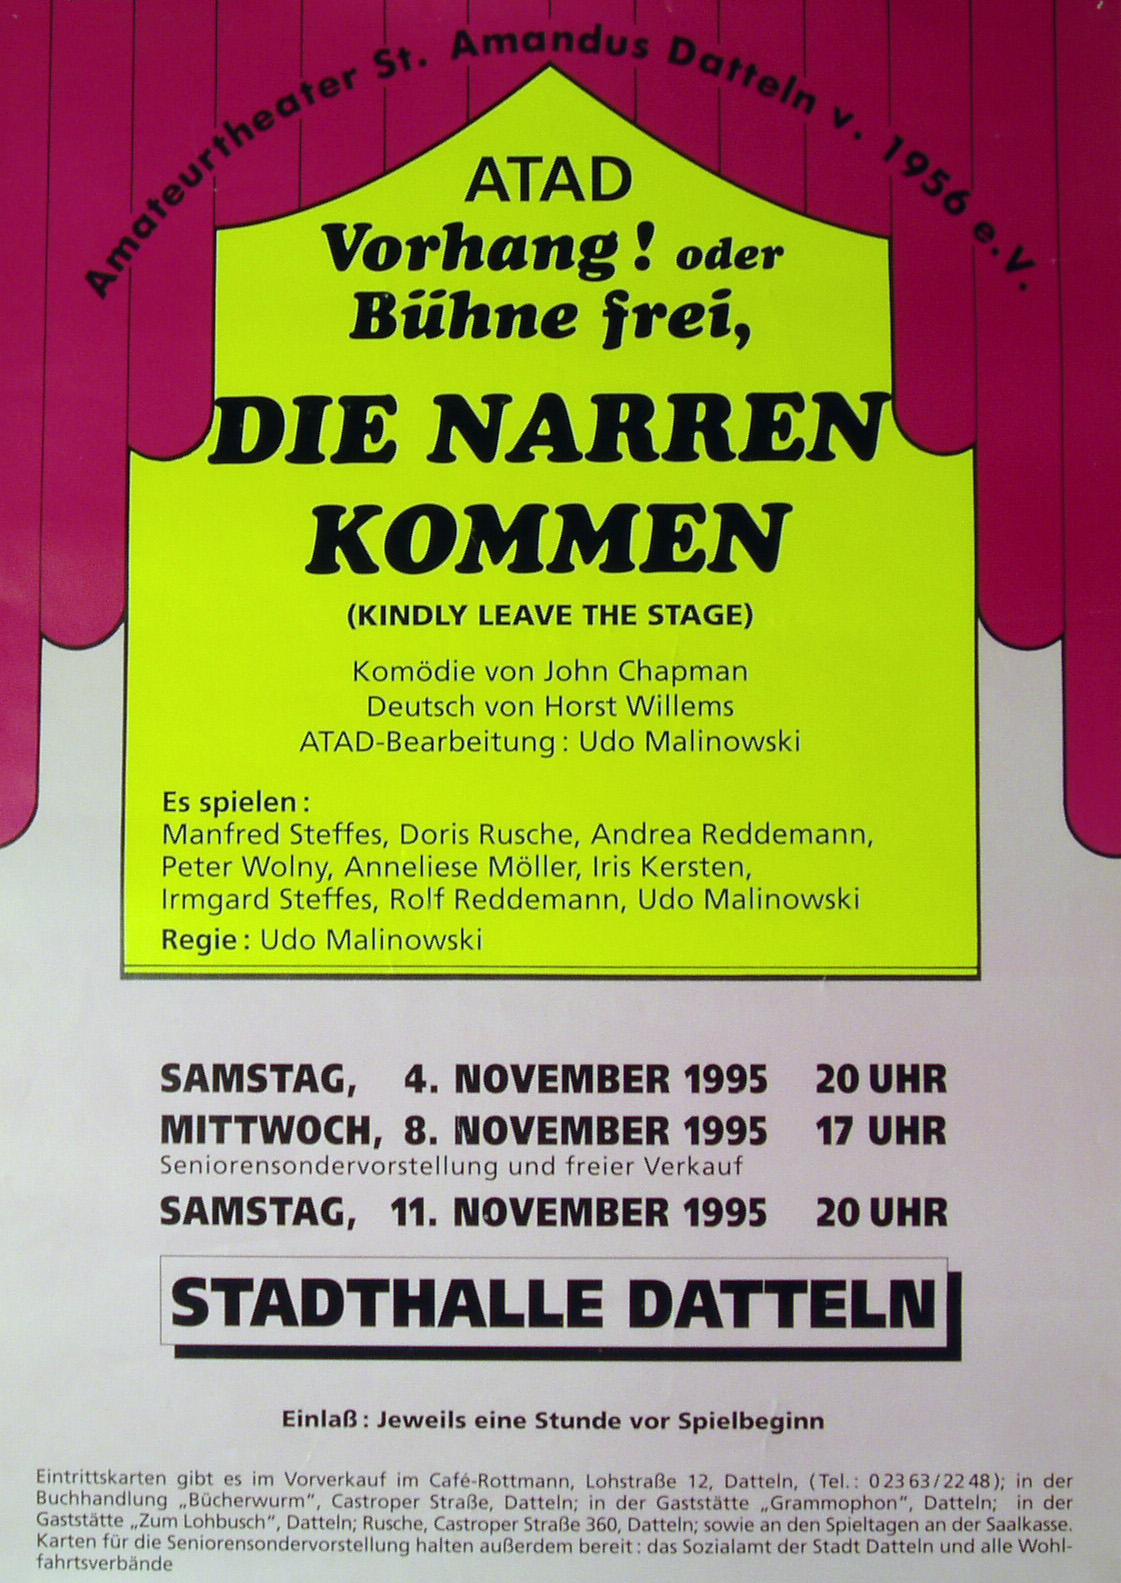 Amateurtheater St. Amandus Datteln v. 1956 e.V.
ATAD
Vorhang! oder
Bühne frei,
DIE NARREN
KOMMEN
(KINDLY LEAVE THE STAGE)
Komödie von John Chapman
Deutsch von Horst Willems
ATAD-Bearbeitung: Udo Malinowski
Es spielen:
Manfred Steffes, Doris Rusche, Andrea Reddemann,
Peter Wolny, Anneliese Möller, Iris Kersten,
Irmgard Steffes, Rolf Reddemann, Udo Malinowski
Regie: Udo Malinowski
SAMSTAG, 4. NOVEMBER 1995 20 UHR
MITTWOCH, 8. NOVEMBER 1995 17 UHR
Seniorensondervorstellung und freier Verkauf
SAMSTAG, 11. NOVEMBER 1995 20 UHR
STADTHALLE DATTELN
Einlaß: Jeweils eine Stunde vor Spielbeginn
Eintrittskarten gibt es im Vorverkauf im Café-Rottmann, Lohstraße 12, Datteln, (Tel.: 02363/2248); in der
Buchhandlung „Bücherwurm“, Castroper Straße, Datteln; in der Gaststätte „Grammophon“, Datteln; in der
Gaststätte „Zum Lohbusch“, Datteln; Rusche, Castroper Straße 360, Datteln; sowie an den Spieltagen an der Saalkasse.
Karten für die Seniorensondervorstellung halten außerdem bereit: das Sozialamt der Stadt Datteln und alle Wohl-
fahrtsverbände